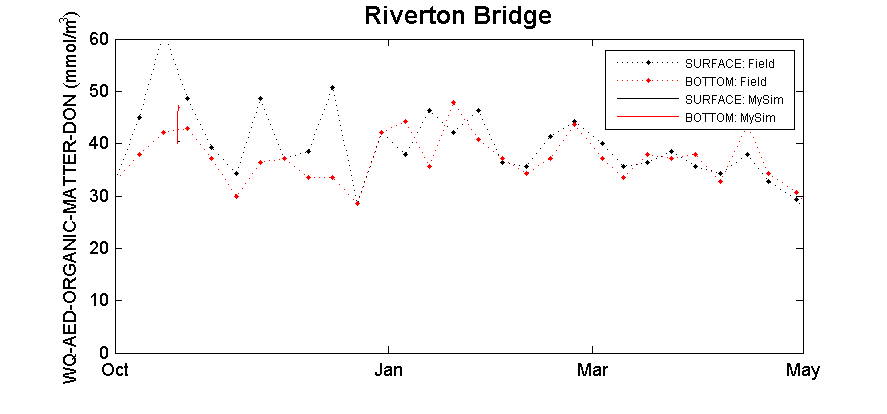 Riverton Bridge
WQ-AED-ORGANIC-MATTER-DON (mmol/m³)
60
50
40
30
20
10
0
Oct
Jan
Mar
May
SURFACE: Field
BOTTOM: Field
SURFACE: MySim
BOTTOM: MySim